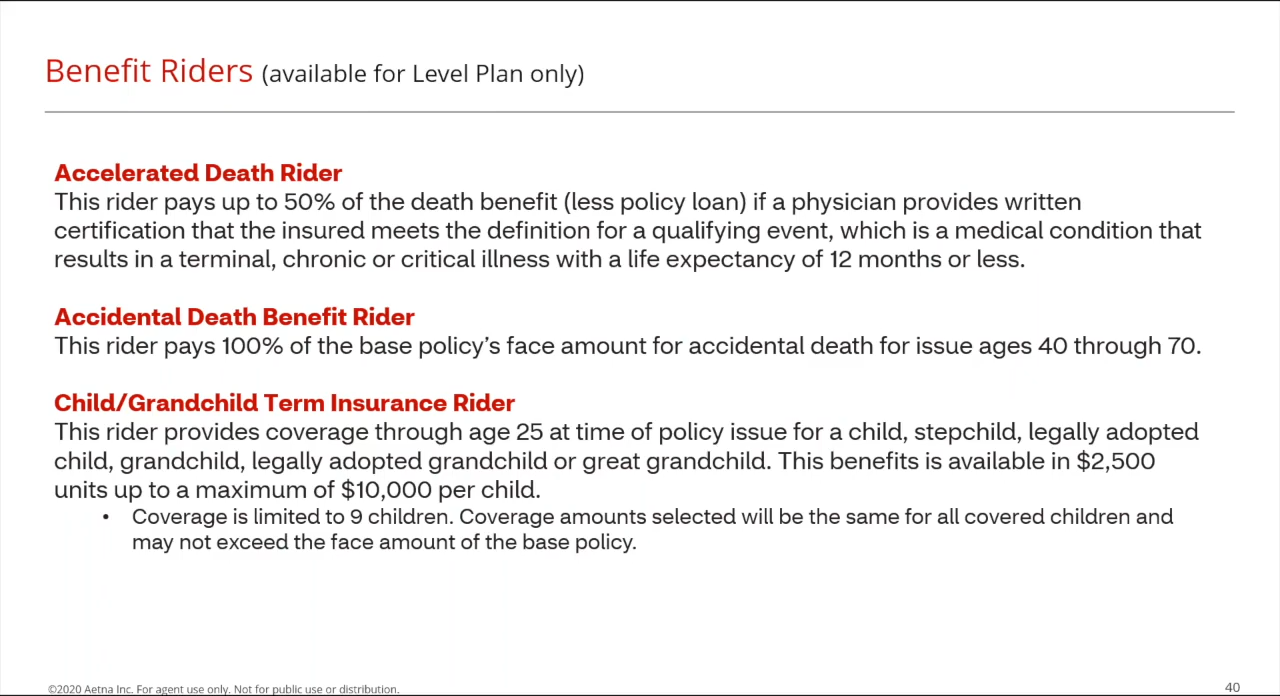 Benefit Riders (available for Level Plan only)
Accelerated Death Rider
This rider pays up to 50% of the death benefit (less policy loan) if a physician provides written
certification that the insured meets the definition for a qualifying event, which is a medical condition that
results in a terminal, chronic or critical illness with a life expectancy of 12 months or less.
Accidental Death Benefit Rider
This rider pays 100% of the base policy’s face amount for accidental death for issue ages 40 through 70.
Child/Grandchild Term Insurance Rider
This rider provides coverage through age 25 at time of policy issue for a child, stepchild, legally adopted
child, grandchild, legally adopted grandchild or great grandchild. This benefits is available in $2,500
units up to a maximum of $10,000 per child.
• Coverage is limited to 9 children. Coverage amounts selected will be the same for all covered children and
may not exceed the face amount of the base policy.
©2020 Aetna Inc. For agent use only. Not for public use or distribution.
40